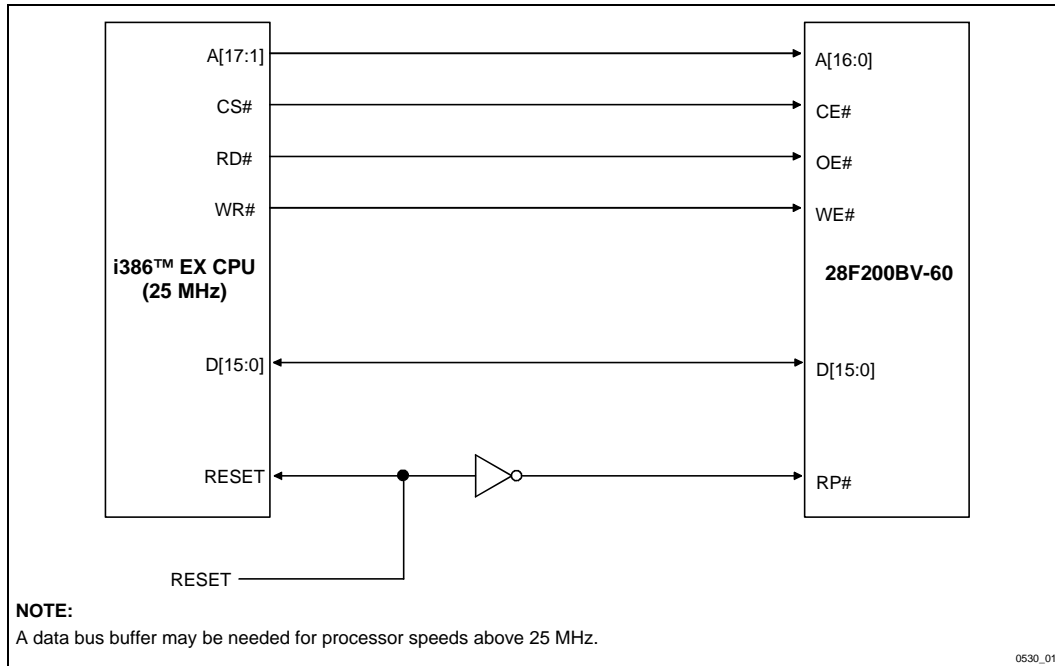 A[17:1] A[16:0]
CS# CE#
RD# OE#
WR# WE#
i386™ EX CPU
(25 MHz)
28F200BV-60
D[15:0] D[15:0]
RESET RP#
RESET
NOTE:
A data bus buffer may be needed for processor speeds above 25 MHz.
0530_01